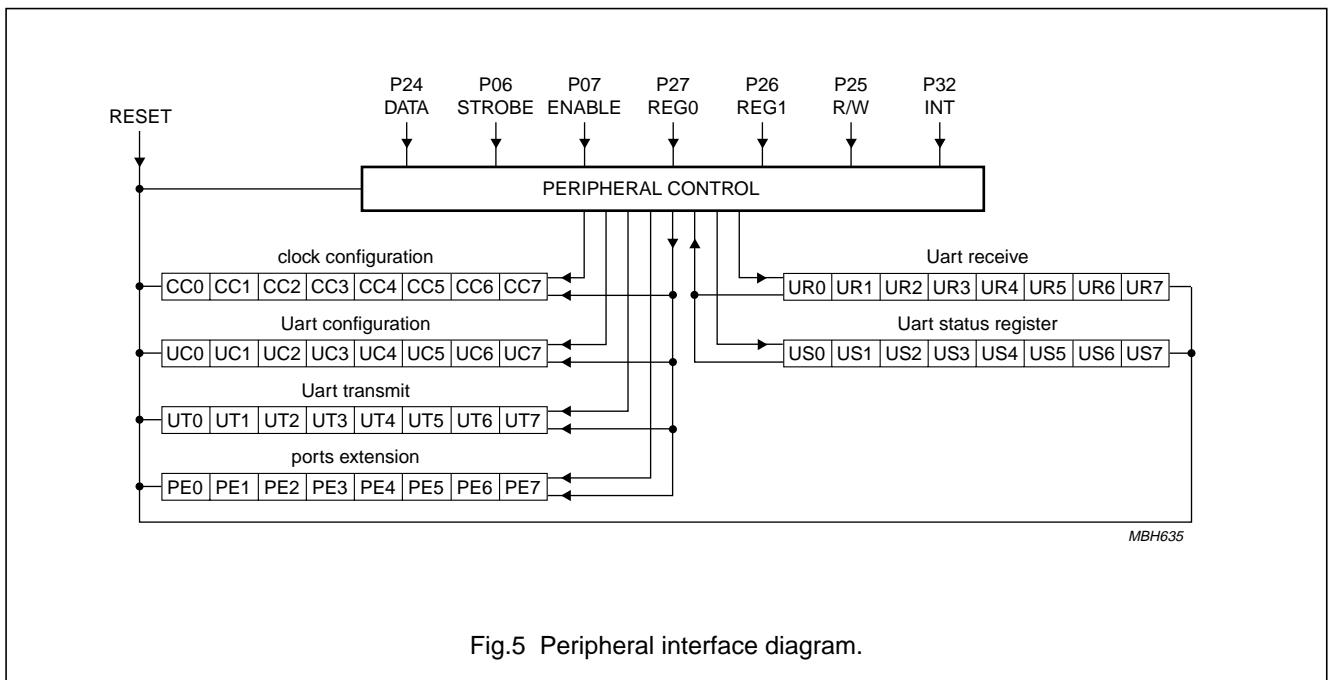 P24 P06 P07 P27 P26 P25 P32
DATA STROBE ENABLE REG0 REG1 R/W INT
RESET
PERIPHERAL CONTROL
clock configuration
CC0 CC1 CC2 CC3 CC4 CC5 CC6 CC7
Uart configuration
UC0 UC1 UC2 UC3 UC4 UC5 UC6 UC7
Uart transmit
UT0 UT1 UT2 UT3 UT4 UT5 UT6 UT7
ports extension
PE0 PE1 PE2 PE3 PE4 PE5 PE6 PE7
Uart receive
UR0 UR1 UR2 UR3 UR4 UR5 UR6 UR7
Uart status register
US0 US1 US2 US3 US4 US5 US6 US7
MBH635
Fig.5 Peripheral interface diagram.